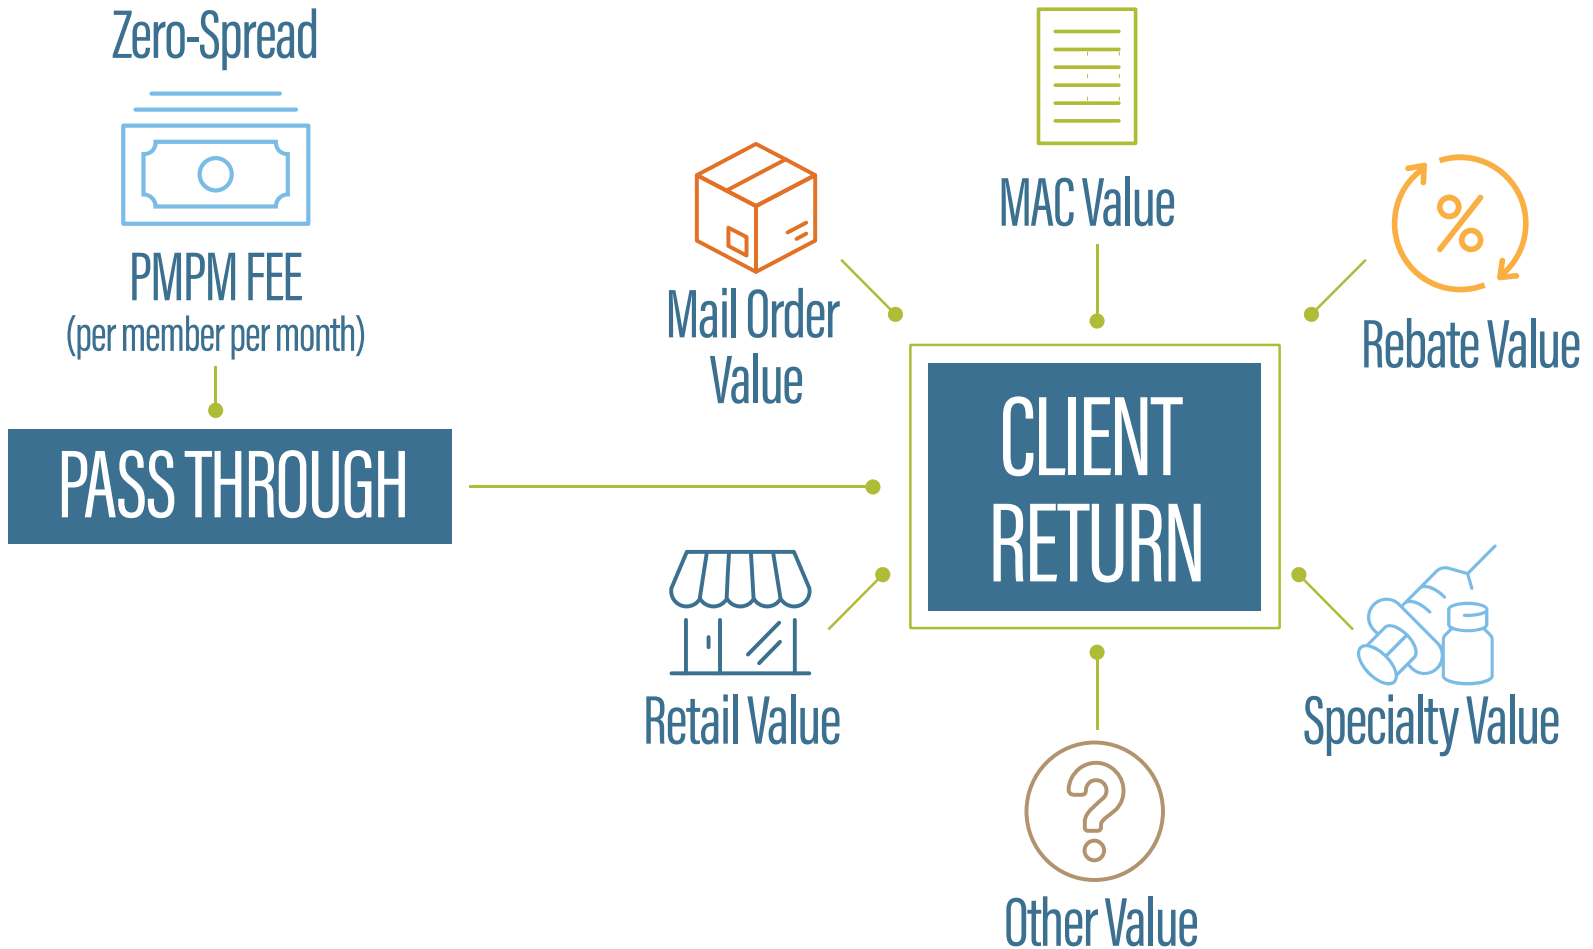 Zero-Spread
PMPM FEE
(per member per month)
PASS THROUGH
Mail Order
Value
MAC Value
Rebate Value
CLIENT
RETURN
Retail Value
Specialty Value
Other Value